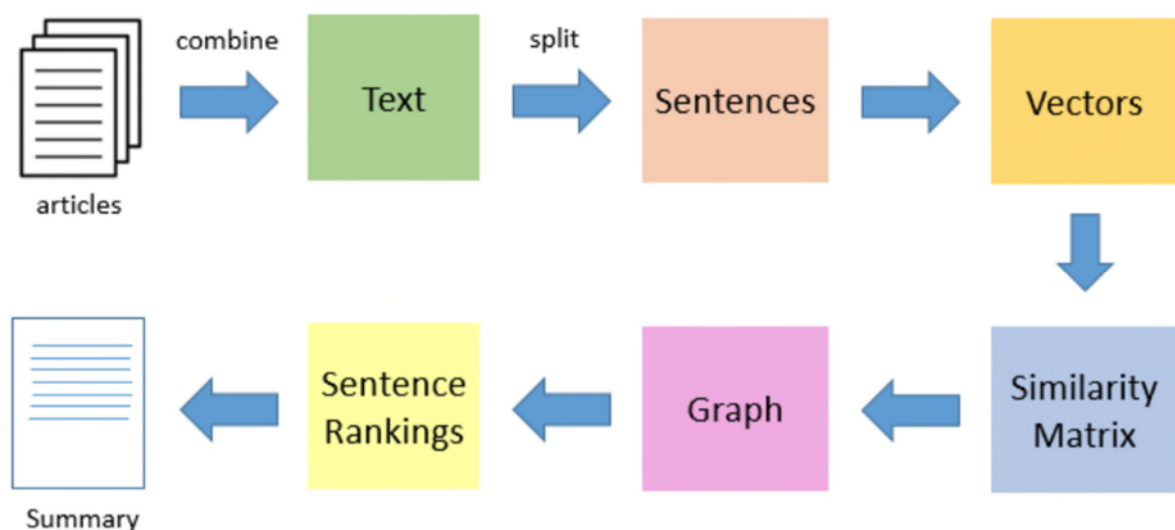 combine
split
Text
Sentences
Vectors
articles
Similarity
Matrix
Graph
Sentence
Rankings
Summary